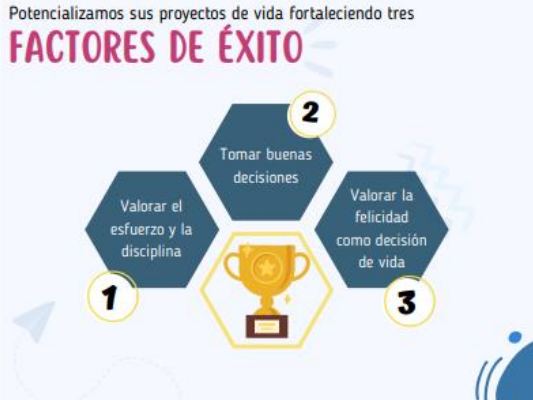 Potencializamos sus proyectos de vida fortaleciendo tres
FACTORES DE ÉXITO
1
Valorar el
esfuerzo y la
disciplina
2
Tomar buenas
decisiones
3
Valorar la
felicidad
como decisión
de vida